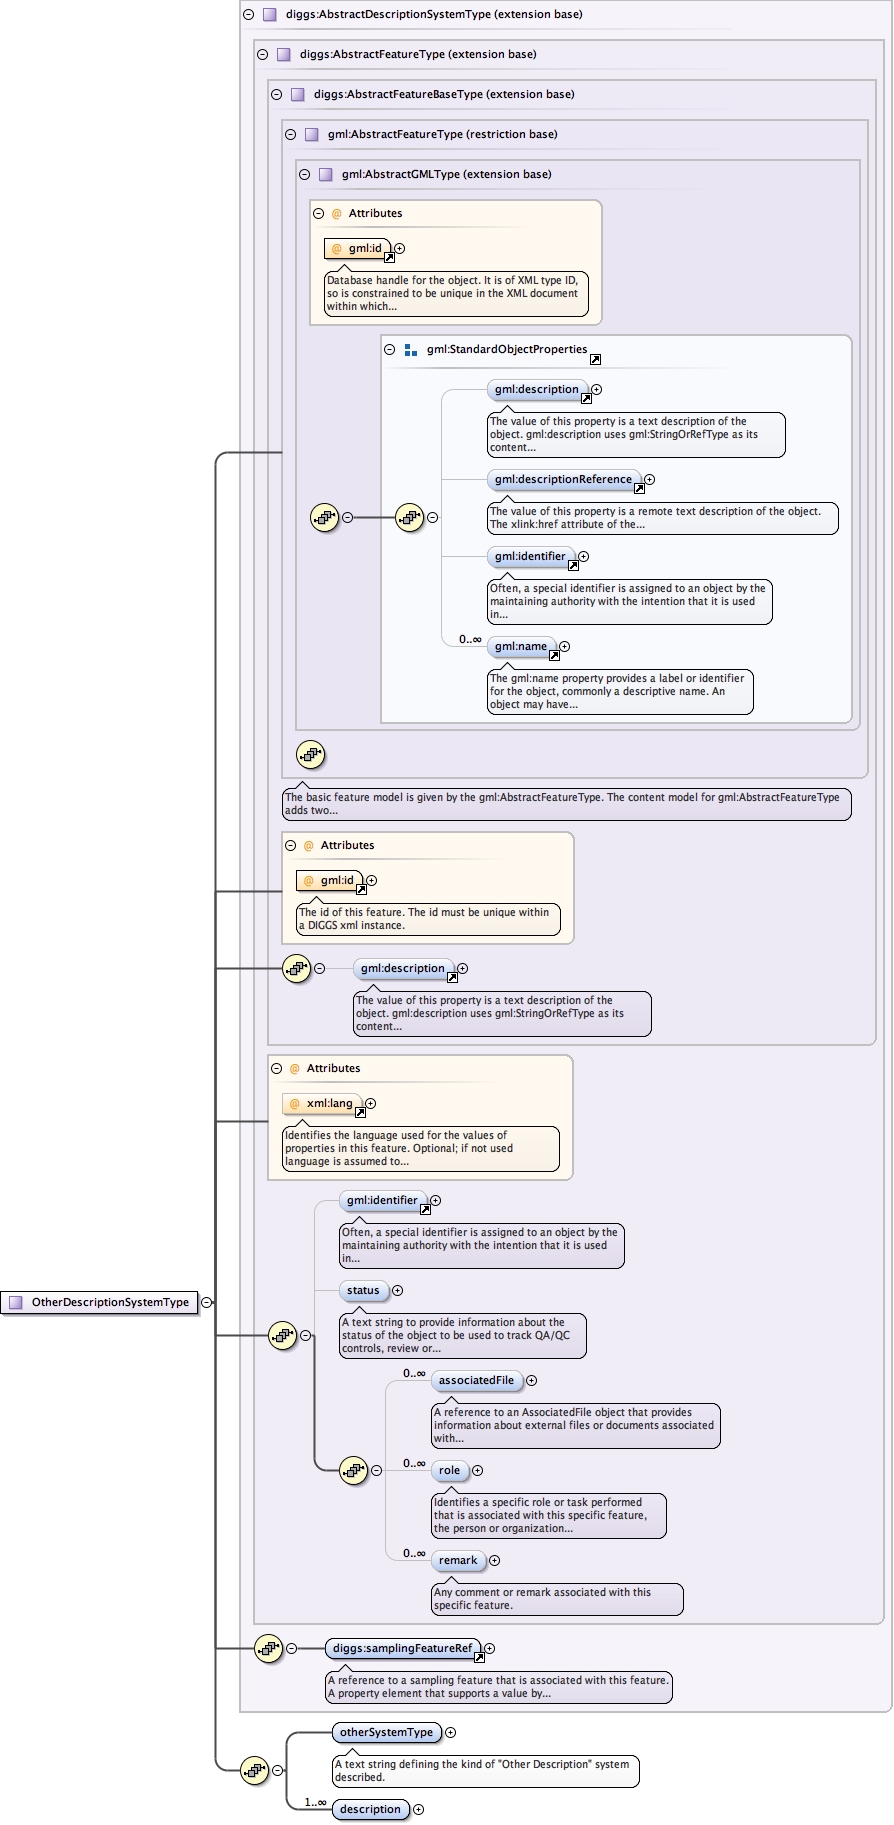 diggs:AbstractDescriptionSystemType (extension base)
diggs:AbstractFeatureType (extension base)
diggs:AbstractFeatureBaseType (extension base)
gml:AbstractFeatureType (restriction base)
gml:AbstractGMLType (extension base)
@ Attributes
@ gml:id
Database handle for the object. It is of XML type ID,
so is constrained to be unique in the XML document
within which...
gml:StandardObjectProperties
gml:description
The value of this property is a text description of the
object. gml:description uses gml:StringOrRefType as its
content...
gml:descriptionReference
The value of this property is a remote text description of the object.
The xlink:href attribute of the...
gml:identifier
Often, a special identifier is assigned to an object by the
maintaining authority with the intention that it is used
in...
0..∞
gml:name
The gml:name property provides a label or identifier
for the object, commonly a descriptive name. An
object may have...
The basic feature model is given by the gml:AbstractFeatureType. The content model for gml:AbstractFeatureType
adds two...
@ Attributes
@ gml:id
The id of this feature. The id must be unique within
a DIGGS xml instance.
gml:description
The value of this property is a text description of the
object. gml:description uses gml:StringOrRefType as its
content...
@ Attributes
@ xml:lang
Identifies the language used for the values of
properties in this feature. Optional; if not used
language is assumed to...
gml:identifier
Often, a special identifier is assigned to an object by the
maintaining authority with the intention that it is used
in...
status
OtherDescriptionSystemType
A text string to provide information about the
status of the object to be used to track QA/QC
controls, review or...
0..∞
associatedFile
A reference to an AssociatedFile object that provides
information about external files or documents associated
with...
0..∞
role
Identifies a specific role or task performed
that is associated with this specific feature,
the person or organization...
0..∞
remark
Any comment or remark associated with this
specific feature.
diggs:samplingFeatureRef
A reference to a sampling feature that is associated with this feature.
A property element that supports a value by...
otherSystemType
A text string defining the kind of "Other Description" system
described.
1..∞
description